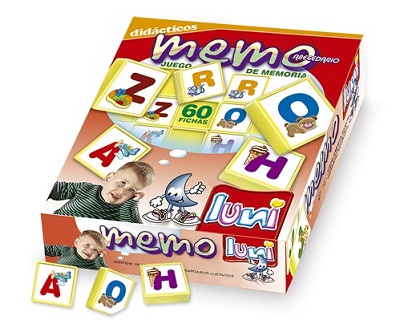 didácticos
memo
ABECEDARIO
JUEGO DE MEMORIA
Z R R
Z
60
FICHAS
O
O
A
H
luni
memo
luni
A
O
H